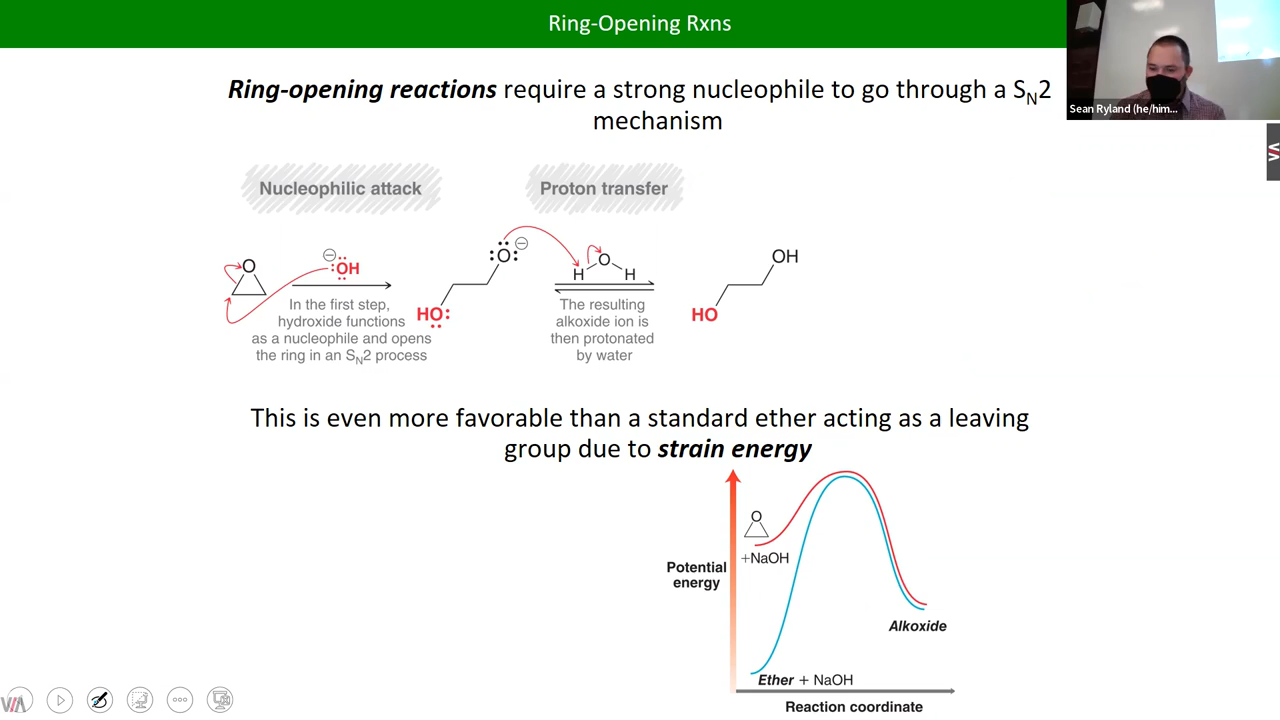 Ring-Opening Rxns
Sean Ryland (he/him...
Ring-opening reactions require a strong nucleophile to go through a SN2
mechanism
Nucleophilic attack
Proton transfer
O
⊖
:OH
In the first step,
hydroxide functions
as a nucleophile and opens
the ring in an SN2 process
:O: ⊖
HO:
O
H H
The resulting
alkoxide ion is
then protonated
by water
OH
HO
This is even more favorable than a standard ether acting as a leaving
group due to strain energy
O
+NaOH
Potential
energy
Alkoxide
Ether + NaOH
Reaction coordinate
VIA